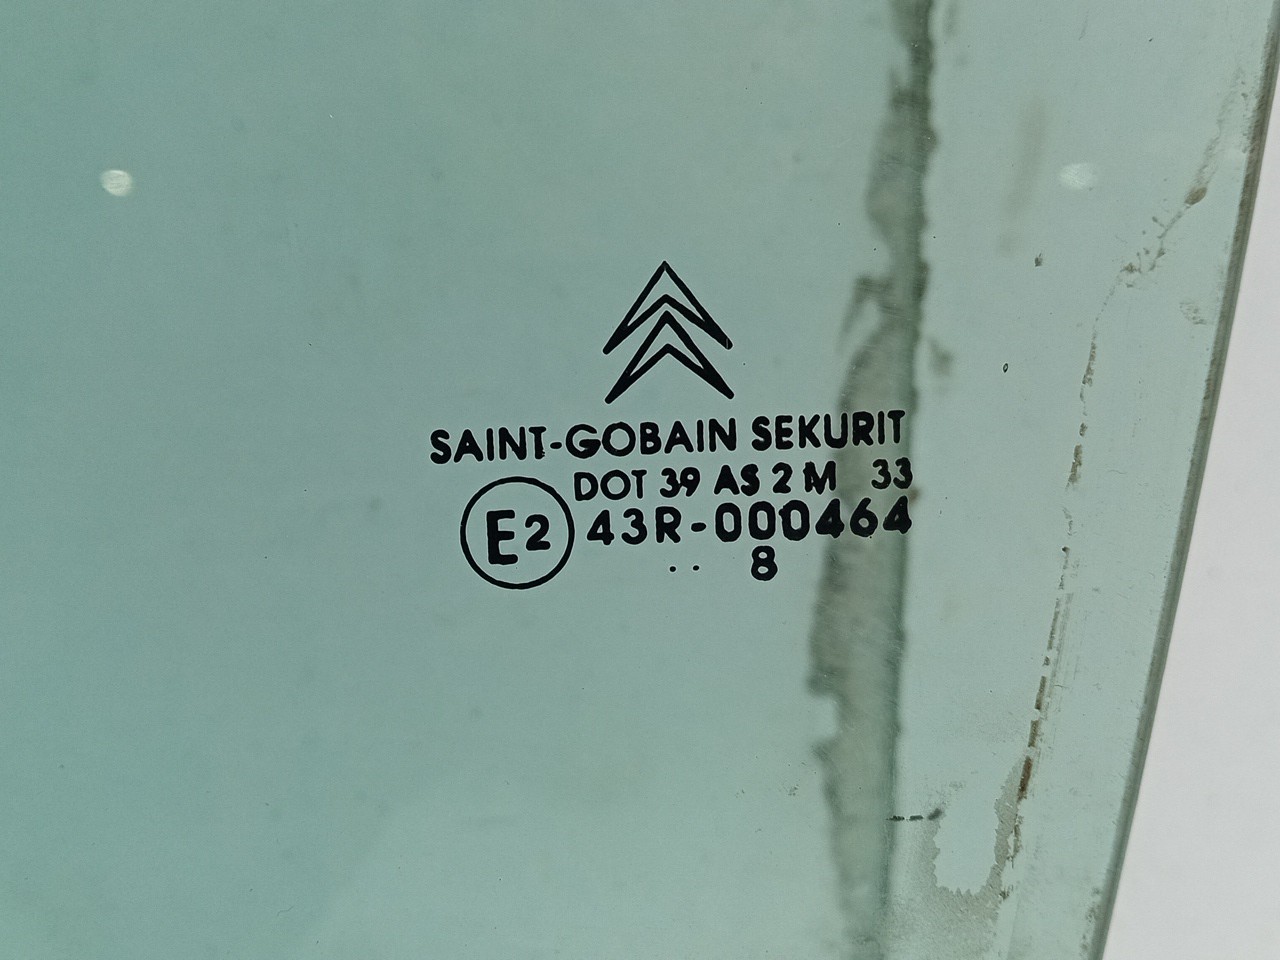 SAINT-GOBAIN SEKURIT
DOT 39 AS 2 M 33
E2 43R-000464
.. 8